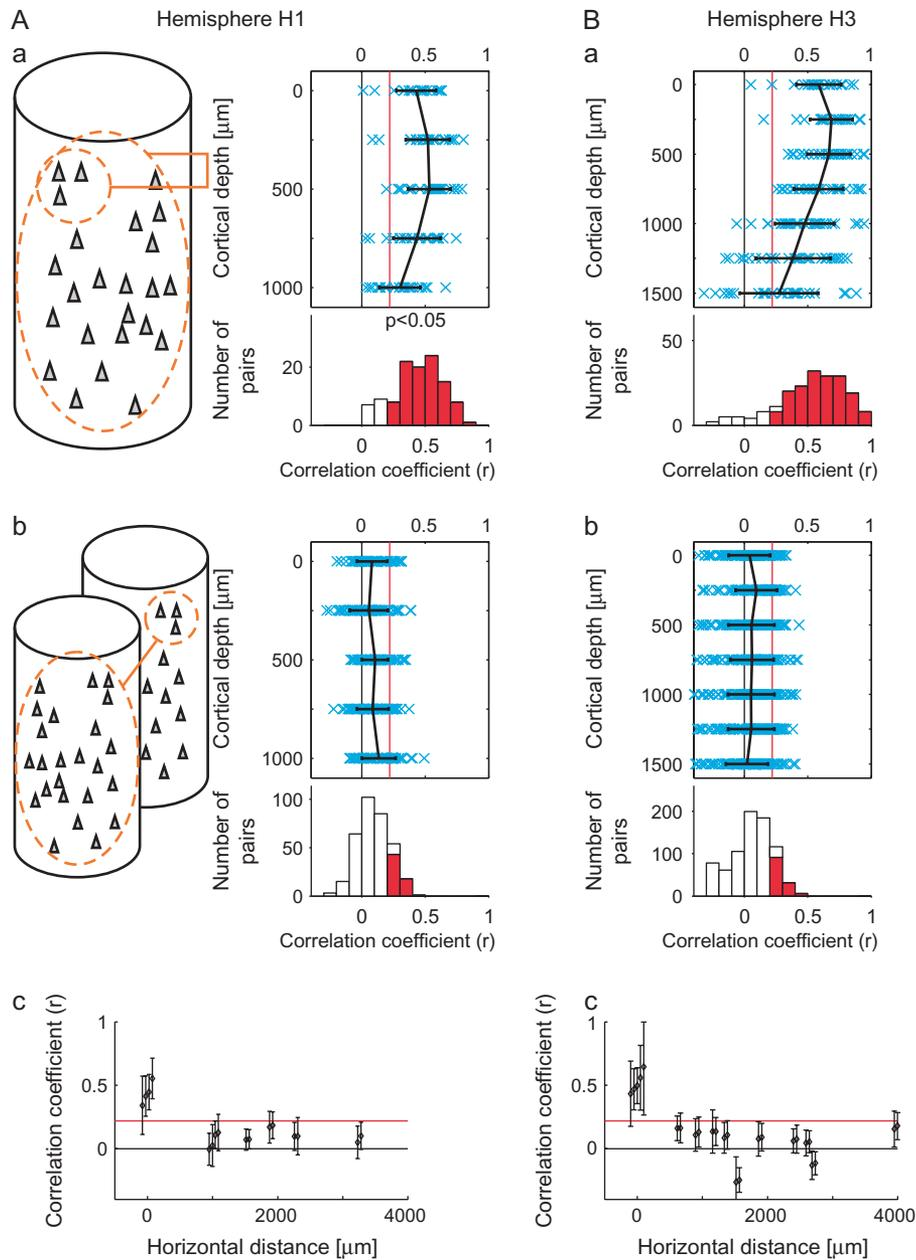 A Hemisphere H1
a
0 0.5 1
Cortical depth [µm]
0
500
1000
p<0.05
Number of pairs
20
0
0 0.5 1
Correlation coefficient (r)
b
0 0.5 1
Cortical depth [µm]
0
500
1000
Number of pairs
100
50
0
0 0.5 1
Correlation coefficient (r)
c
Correlation coefficient (r)
1
0.5
0
0 2000 4000
Horizontal distance [µm]
B Hemisphere H3
a
0 0.5 1
Cortical depth [µm]
0
500
1000
1500
Number of pairs
50
0
0 0.5 1
Correlation coefficient (r)
b
0 0.5 1
Cortical depth [µm]
0
500
1000
1500
Number of pairs
200
100
0
0 0.5 1
Correlation coefficient (r)
c
Correlation coefficient (r)
1
0.5
0
0 2000 4000
Horizontal distance [µm]